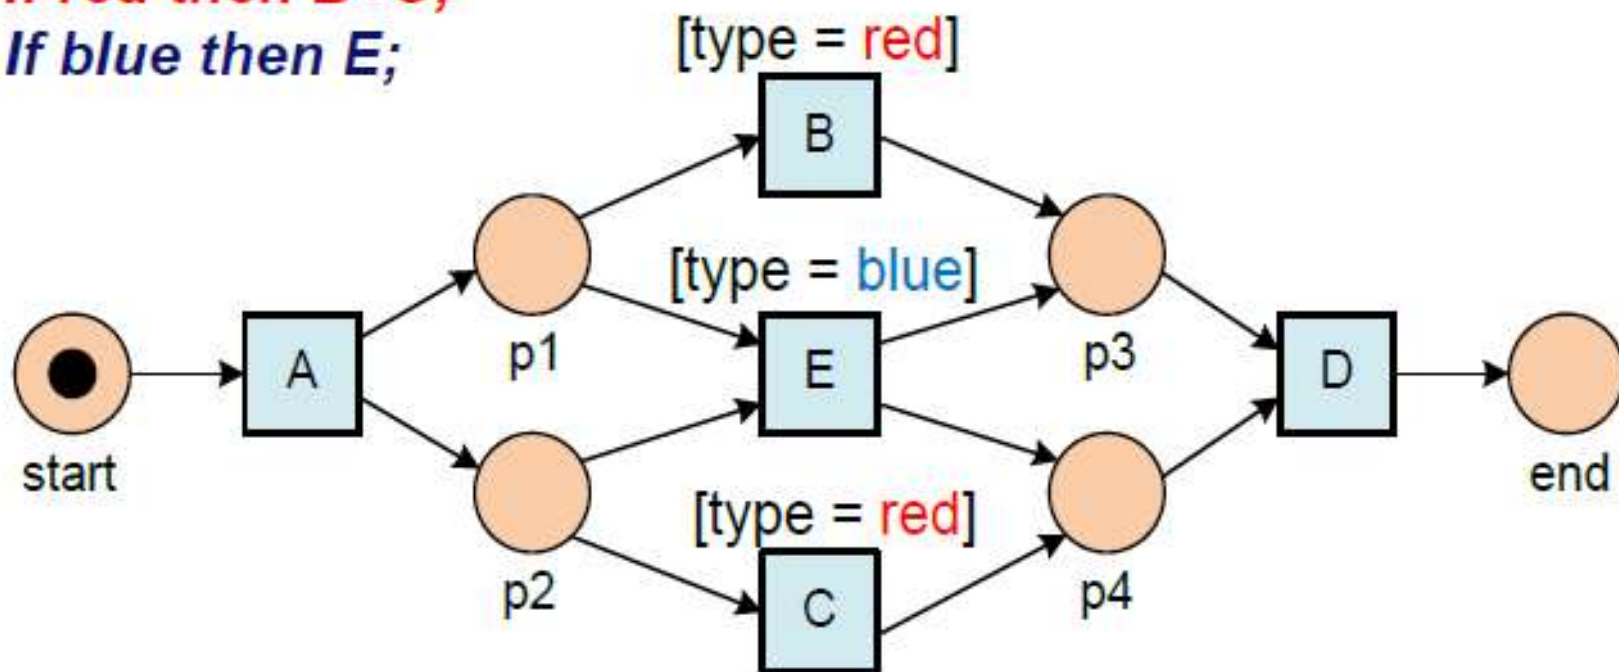 If blue then E;
[type = red]
B
[type = blue]
p1
p3
A
E
D
start
end
[type = red]
p2
p4
C